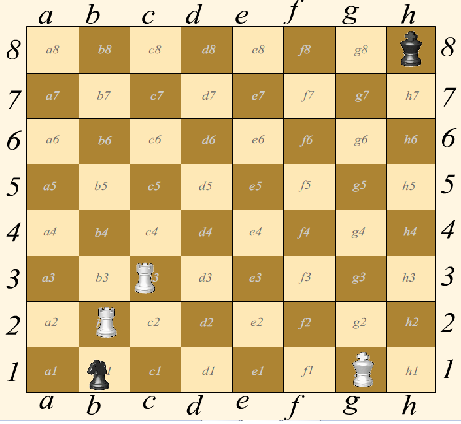 a b c d e f g h
8 a8 b8 c8 d8 e8 f8 g8 8
7 a7 b7 c7 d7 e7 f7 g7 h7 7
6 a6 b6 c6 d6 e6 f6 g6 h6 6
5 a5 b5 c5 d5 e5 f5 g5 h5 5
4 a4 b4 c4 d4 e4 f4 g4 h4 4
3 a3 b3 3 d3 e3 f3 g3 h3 3
2 a2 c2 d2 e2 f2 g2 h2 2
1 a1 1 c1 d1 e1 f1 h1 1
a b c d e f g h